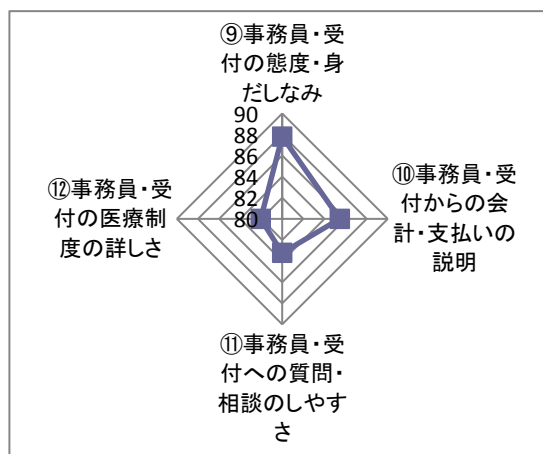 ⑨事務員・受
付の態度・身
だしなみ
90
88
86
84
82
80
⑩事務員・受
付からの会
計・支払いの
説明
⑪事務員・受
付への質問・
相談のしやす
さ
⑫事務員・受
付の医療制
度の詳しさ